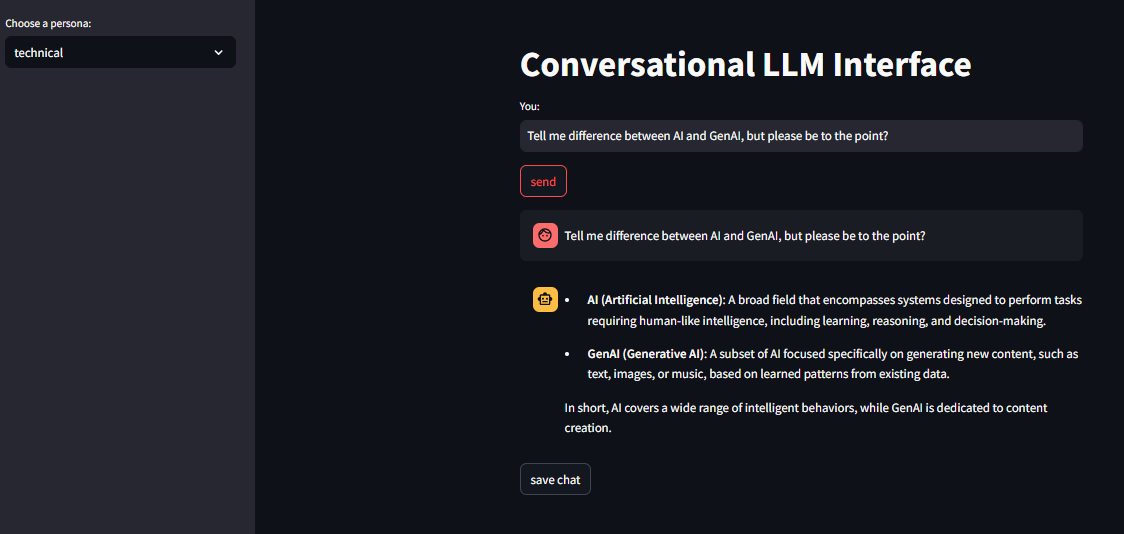 Choose a persona:
technical
Conversational LLM Interface
You:
Tell me difference between AI and GenAI, but please be to the point?
send
Tell me difference between AI and GenAI, but please be to the point?
• AI (Artificial Intelligence): A broad field that encompasses systems designed to perform tasks
requiring human-like intelligence, including learning, reasoning, and decision-making.
• GenAI (Generative AI): A subset of AI focused specifically on generating new content, such as
text, images, or music, based on learned patterns from existing data.
In short, AI covers a wide range of intelligent behaviors, while GenAI is dedicated to content
creation.
save chat